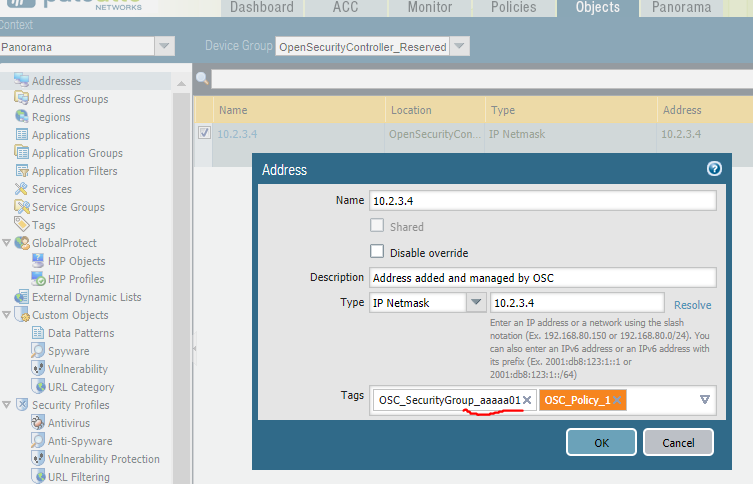 NETWORKS
Dashboard ACC Monitor Policies Objects Panorama
Context
Panorama
Device Group OpenSecurityController_Reserved
Addresses
Address Groups
Regions
Applications
Application Groups
Application Filters
Services
Service Groups
Tags
GlobalProtect
HIP Objects
HIP Profiles
External Dynamic Lists
Custom Objects
Data Patterns
Spyware
Vulnerability
URL Category
Security Profiles
Antivirus
Anti-Spyware
Vulnerability Protection
URL Filtering
Name Location Type Address
10.2.3.4 OpenSecurityCon... IP Netmask 10.2.3.4
Address
Name 10.2.3.4
Shared
Disable override
Description Address added and managed by OSC
Type IP Netmask 10.2.3.4 Resolve
Enter an IP address or a network using the slash
notation (Ex. 192.168.80.150 or 192.168.80.0/24). You
can also enter an IPv6 address or an IPv6 address with
its prefix (Ex. 2001:db8:123:1::1 or
2001:db8:123:1::/64)
Tags OSC_SecurityGroup_aaaaa01 OSC_Policy_1
OK Cancel